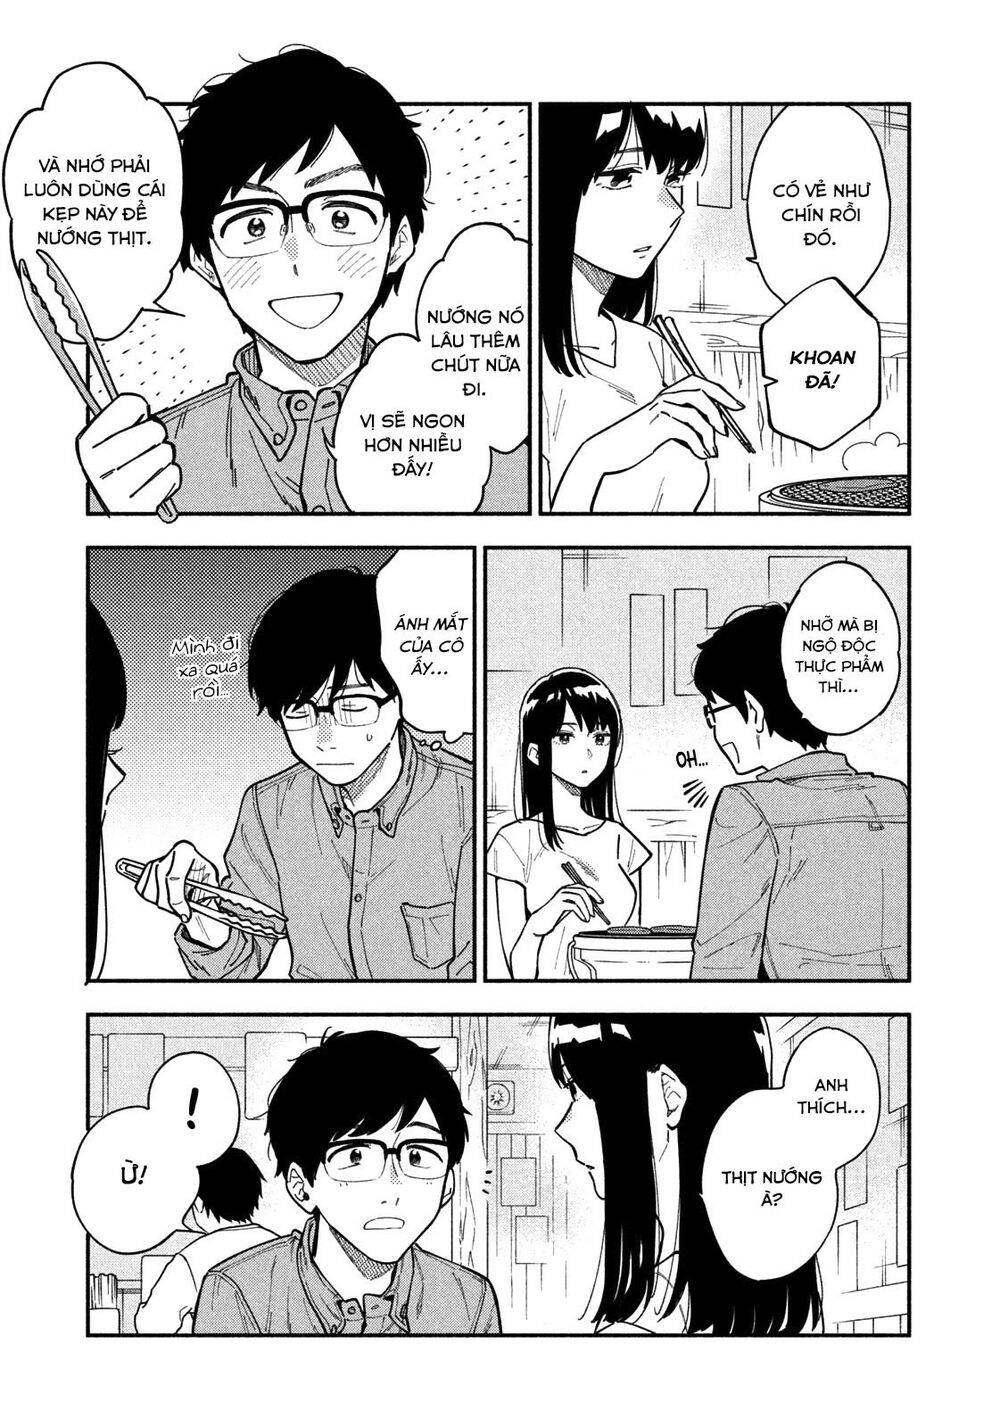 CÓ VẺ NHƯ
CHÍN RỒI
ĐÓ.
KHOAN
ĐÃ!
NƯỚNG NÓ
LÂU THÊM
CHÚT NỮA
ĐI.
VỊ SẼ NGON
HƠN NHIỀU
ĐẤY!
VÀ NHỚ PHẢI
LUÔN DÙNG CÁI
KẸP NÀY ĐỂ
NƯỚNG THỊT.
NHỠ MÀ BỊ
NGỘ ĐỘC
THỰC PHẨM
THÌ...
OH...
ÁNH MẮT
CỦA CÔ
ẤY...
Mình đi
xa quá
rồi...
ANH
THÍCH...
THỊT NƯỚNG
À?
!
Ừ!